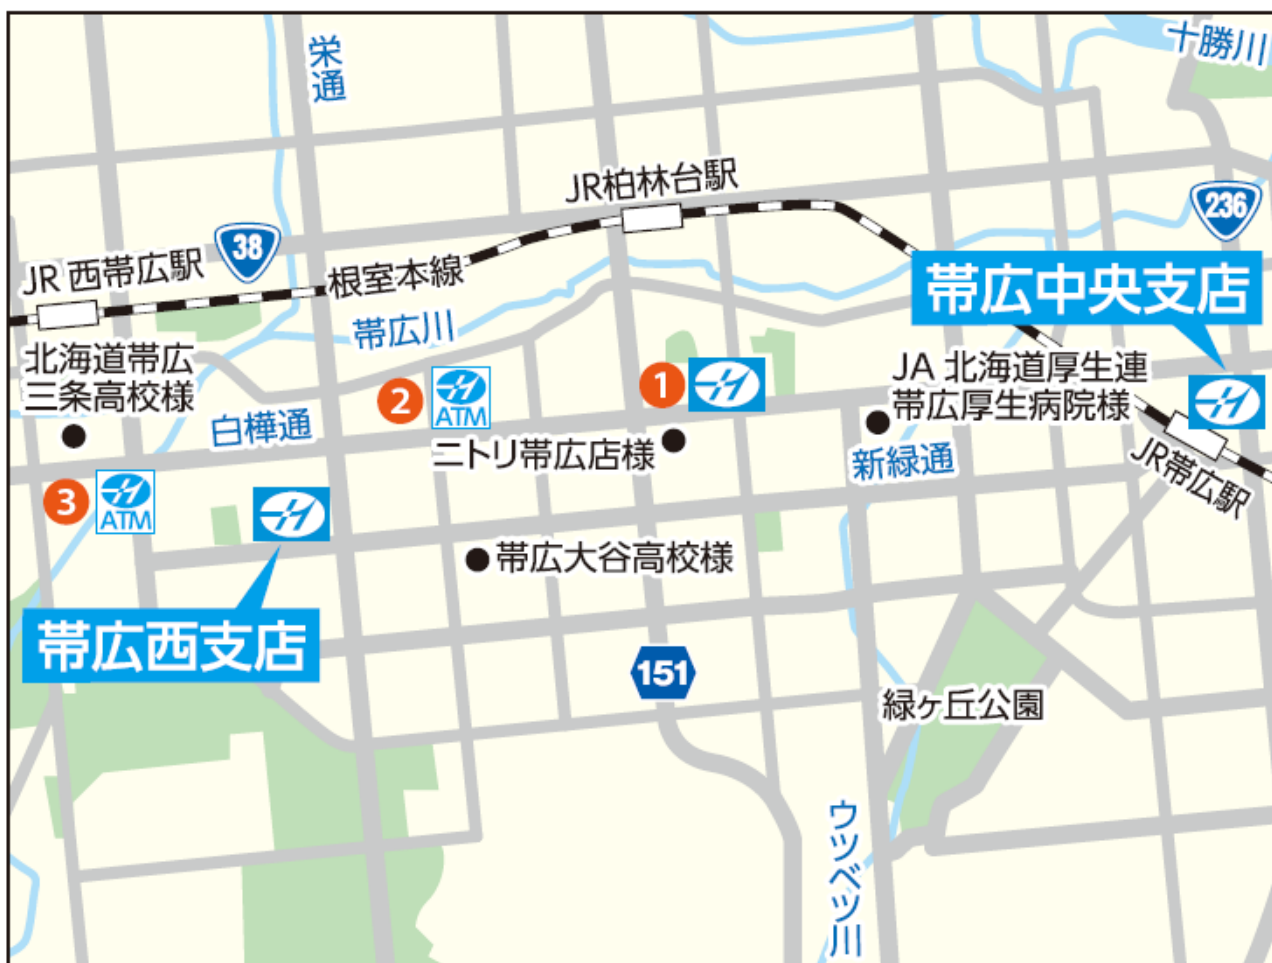 十勝川
栄通
JR柏林台駅
236
38
JR 西帯広駅
根室本線
帯広中央支店
帯広川
北海道帯広
三条高校様
JA 北海道厚生連
帯広厚生病院様
1
2
ATM
白樺通
ニトリ帯広店様
新緑通
JR帯広駅
3
ATM
帯広大谷高校様
帯広西支店
151
緑ヶ丘公園
ウツベツ川